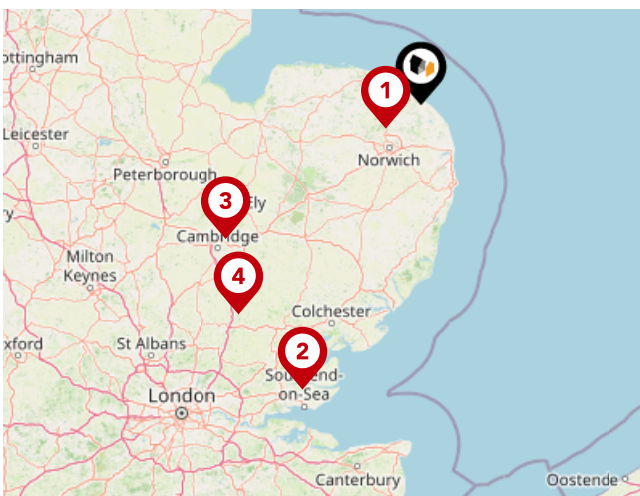 ottingham
1
Leicester
Norwich
Peterborough
3
Ely
ry
Cambridge
Milton
Keynes
4
Colchester
xford
St Albans
2
Southend-
on-Sea
London
Canterbury
Oostende